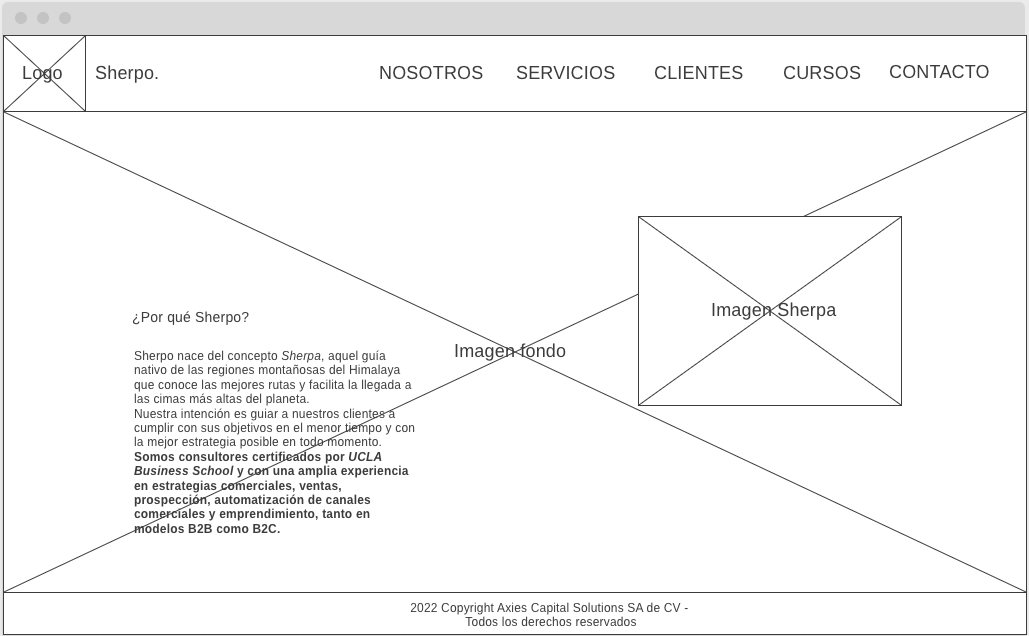 Logo
Sherpo.
NOSOTROS
SERVICIOS
CLIENTES
CURSOS
CONTACTO
Imagen Sherpa
¿Por qué Sherpo?
Imagen fondo
Sherpo nace del concepto Sherpa, aquel guía
nativo de las regiones montañosas del Himalaya
que conoce las mejores rutas y facilita la llegada a
las cimas más altas del planeta.
Nuestra intención es guiar a nuestros clientes a
cumplir con sus objetivos en el menor tiempo y con
la mejor estrategia posible en todo momento.
Somos consultores certificados por UCLA
Business School y con una amplia experiencia
en estrategias comerciales, ventas,
prospección, automatización de canales
comerciales y emprendimiento, tanto en
modelos B2B como B2C.
2022 Copyright Axies Capital Solutions SA de CV -
Todos los derechos reservados